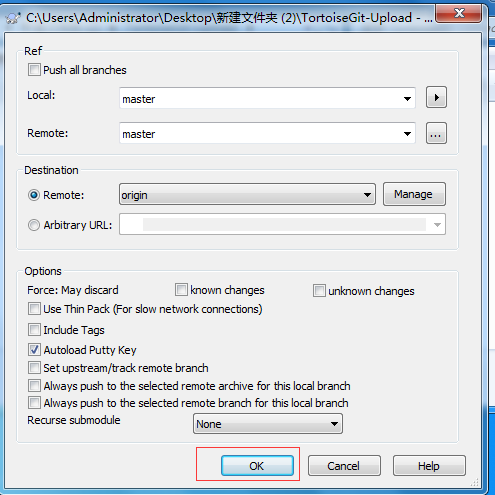 C:\Users\Administrator\Desktop\新建文件夹 (2)\TortoiseGit-Upload - ...
Ref
Push all branches
Local: master
Remote: master
...
Destination
Remote: origin Manage
Arbitrary URL:
Options
Force: May discard known changes unknown changes
Use Thin Pack (For slow network connections)
Include Tags
Autoload Putty Key
Set upstream/track remote branch
Always push to the selected remote archive for this local branch
Always push to the selected remote branch for this local branch
Recurse submodule None
OK Cancel Help